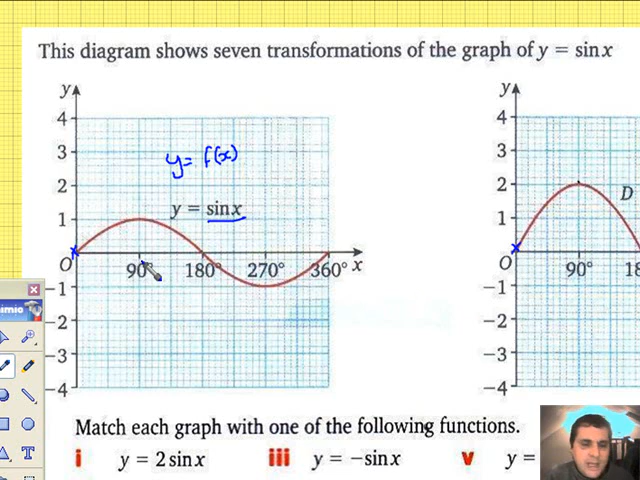 This diagram shows seven transformations of the graph of y = sin x
y
4
3
2
1
O
−1
−2
−3
−4
90°
180°
270°
360°
x
y = f(x)
y = sin x
y
4
3
2
1
O
−1
−2
−3
−4
90°
18
D
imio
T
Match each graph with one of the following functions.
i y = 2 sin x iii y = −sin x v y =